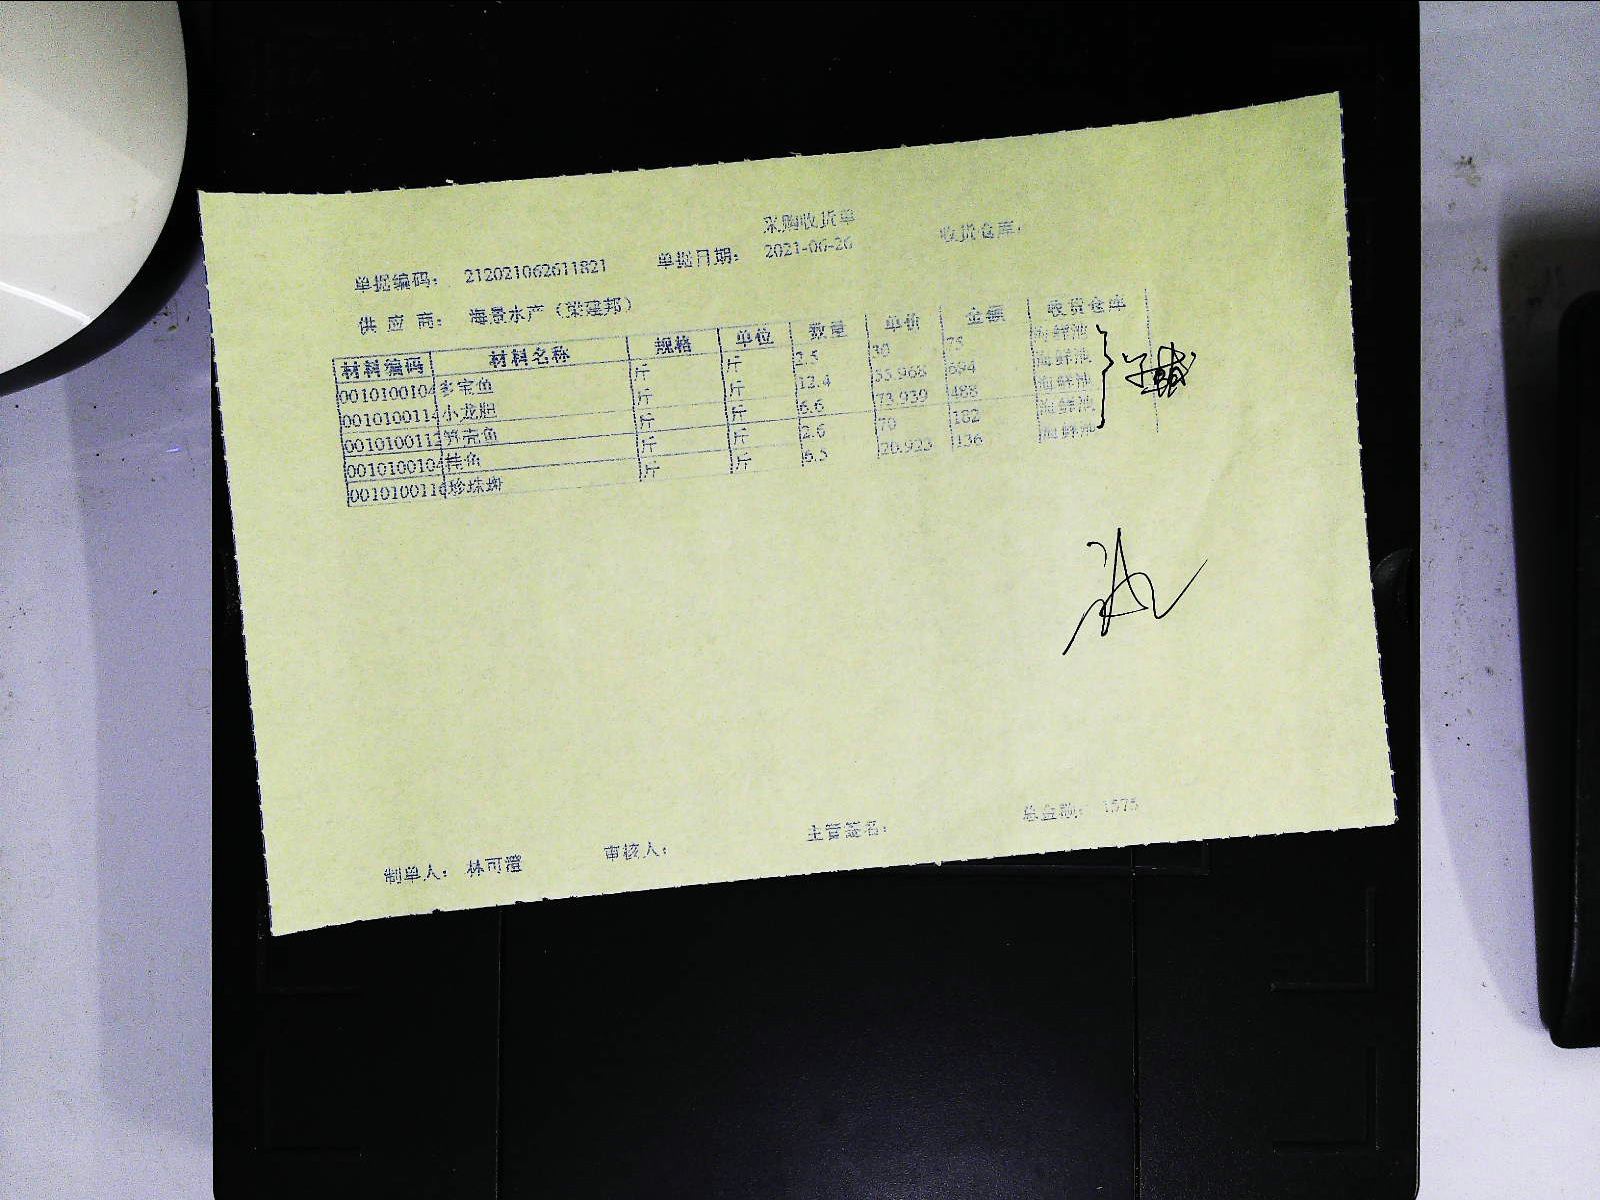 采购收货单
单据编码: 212021062611821 单据日期: 2021-06-26 收货仓库:
供应商: 海景水产(梁建邦)
材料编码 材料名称 规格 单位 数量 单价 金额 收货仓库
0010100104 多宝鱼 斤 斤 2.5 30 75 海鲜池
0010100114 小龙胆 斤 斤 12.4 55.968 694 海鲜池
0010100112 笋壳鱼 斤 斤 6.6 73.939 488 海鲜池
0010100104 桂鱼 斤 斤 2.6 70 182 海鲜池
0010100110 珍珠斑 斤 斤 6.5 20.923 136 海鲜池
制单人: 林可澄 审核人: 主管签名: 总金额: 1575